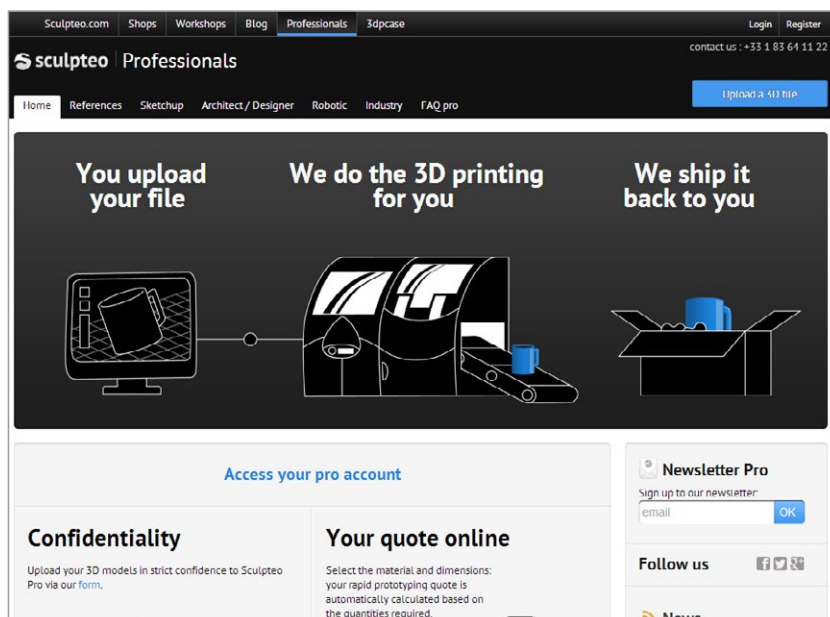 Sculpteo.com Shops Workshops Blog Professionals 3dpcase Login Register
contact us : +33 1 83 64 11 22
sculpteo Professionals
Upload a 3D file
Home References Sketchup Architect / Designer Robotic Industry FAQ pro
You upload
your file
We do the 3D printing
for you
We ship it
back to you
Access your pro account
Confidentiality
Upload your 3D models in strict confidence to Sculpteo
Pro via our form.
Your quote online
Select the material and dimensions:
your rapid prototyping quote is
automatically calculated based on
the quantities required.
Newsletter Pro
Sign up to our newsletter:
email OK
Follow us
News